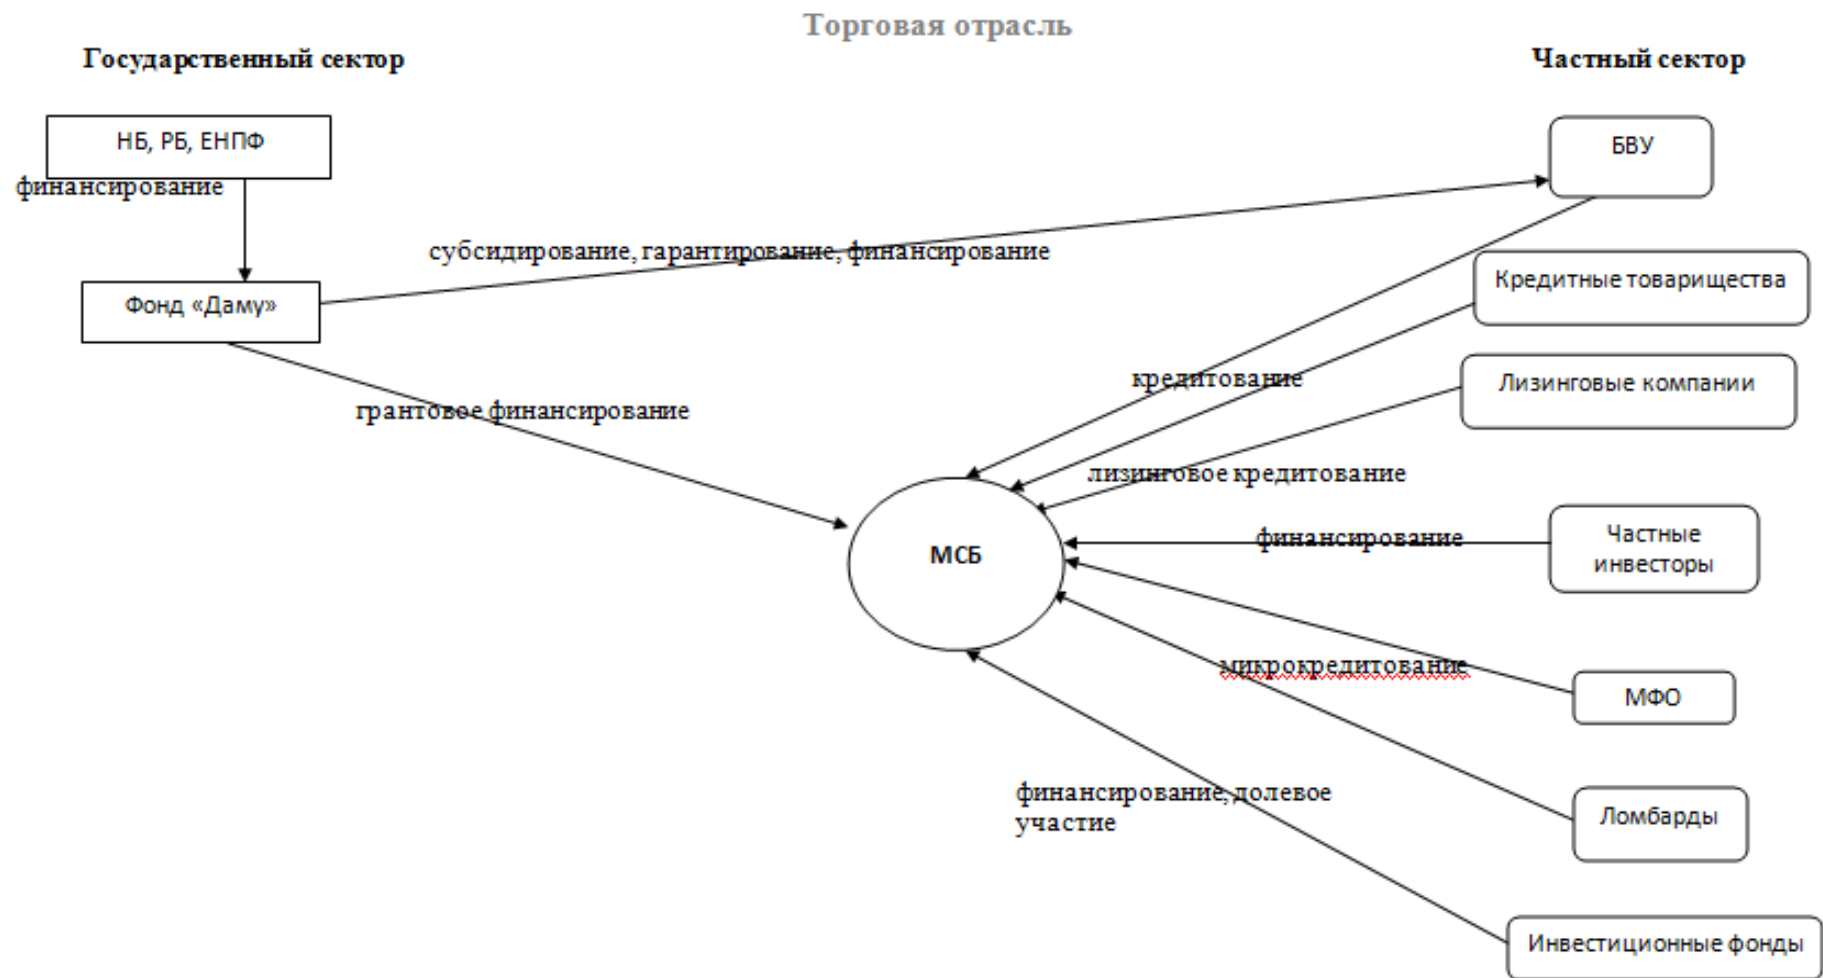 Торговая отрасль
Государственный сектор
Частный сектор
НБ, РБ, ЕНПФ
БВУ
финансирование
субсидирование, гарантирование, финансирование
Кредитные товарищества
Фонд «Даму»
кредитование
Лизинговые компании
грантовое финансирование
лизинговое кредитование
Частные
инвесторы
финансирование
МСБ
микрокредитование
МФО
финансирование, долевое
участие
Ломбарды
Инвестиционные фонды